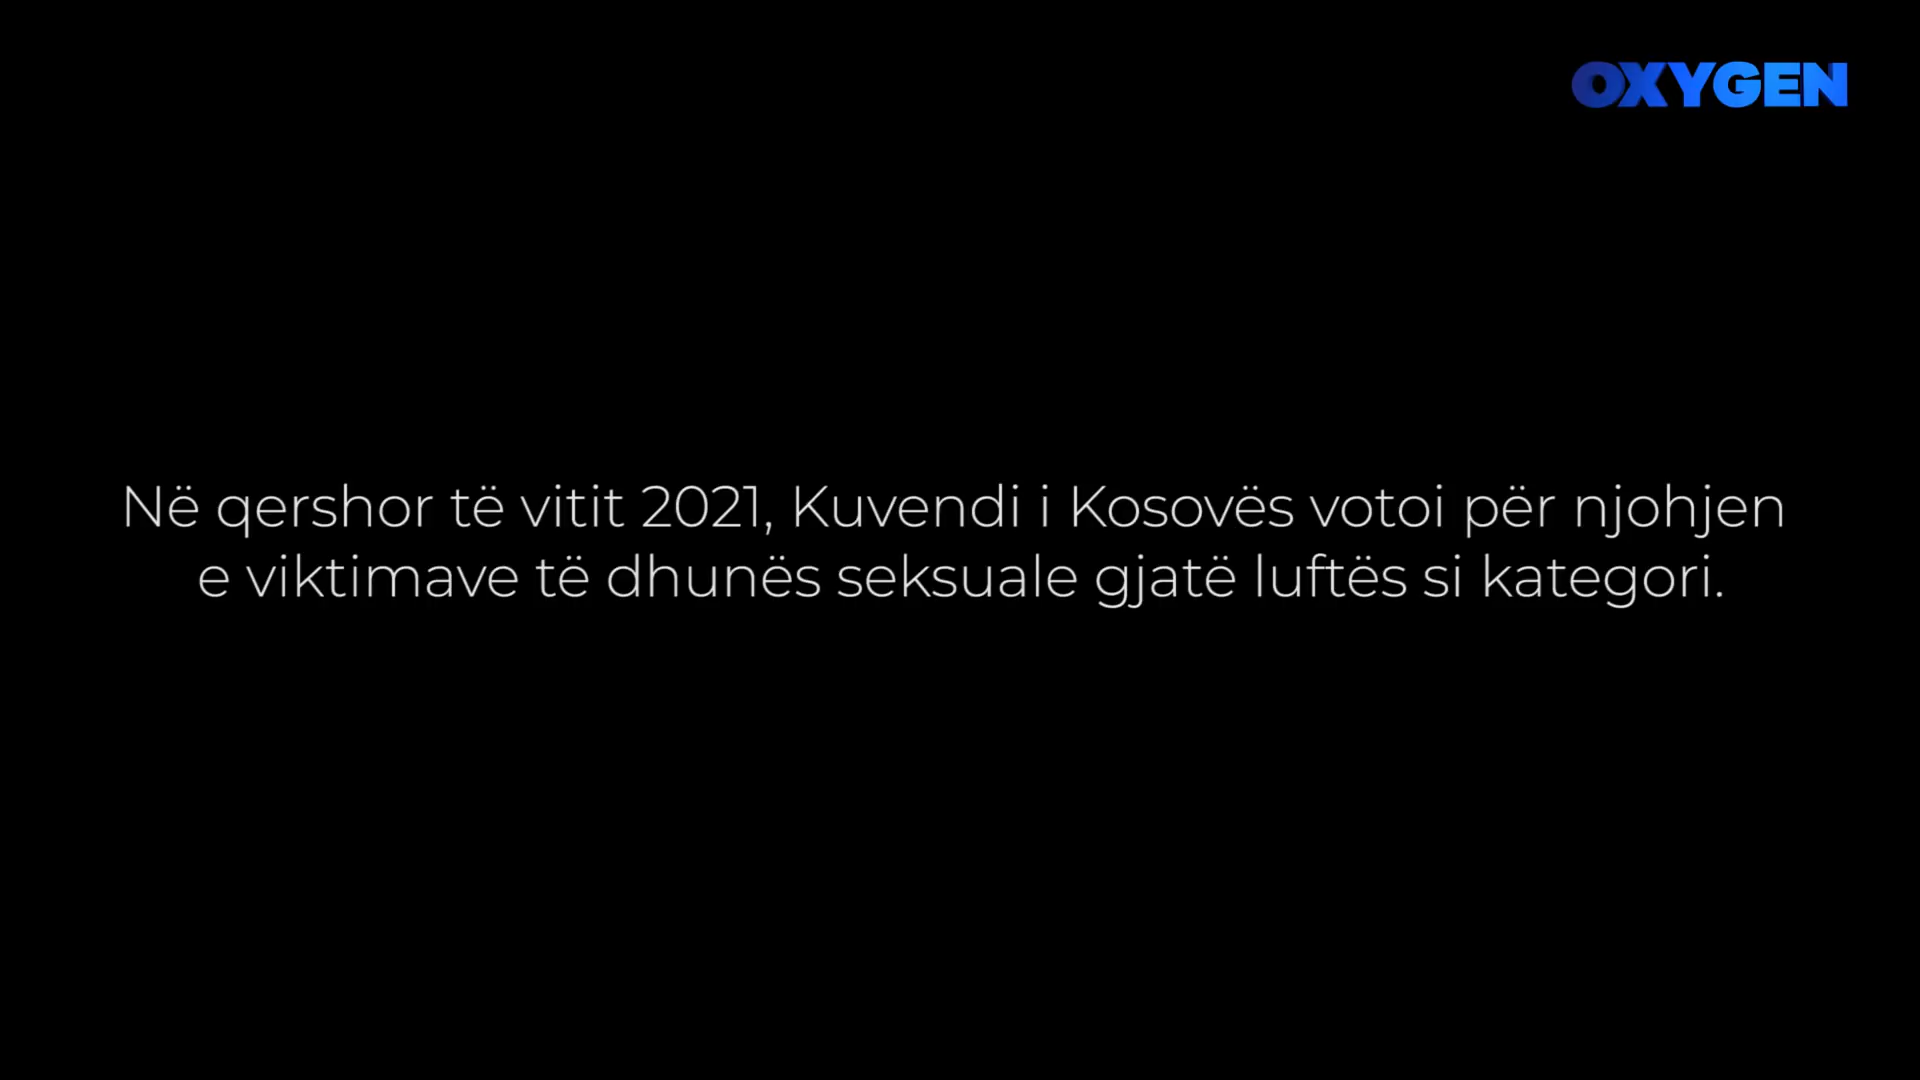 OXYGEN
Në qershor të vitit 2021, Kuvendi i Kosovës votoi për njohjen
e viktimave të dhunës seksuale gjatë luftës si kategori.